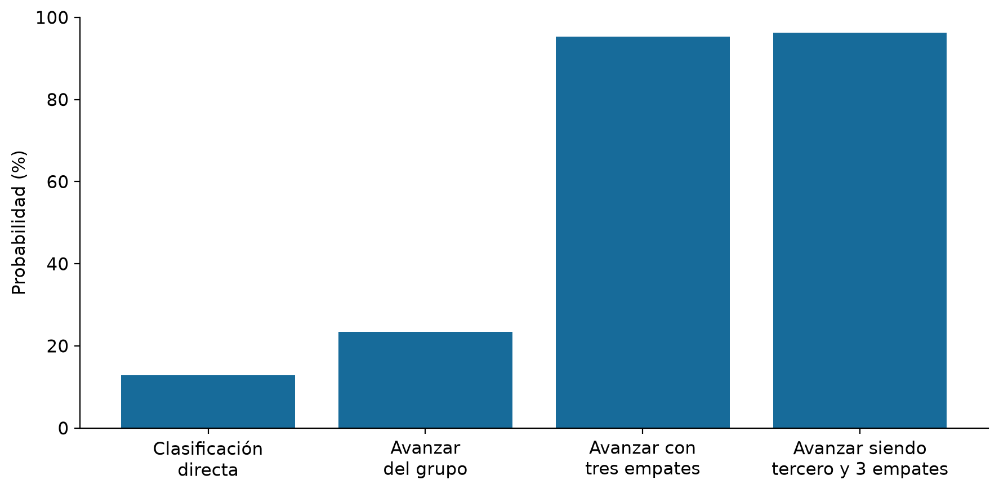 100
80
60
40
20
0
Probabilidad (%)
Clasificación
directa
Avanzar
del grupo
Avanzar con
tres empates
Avanzar siendo
tercero y 3 empates